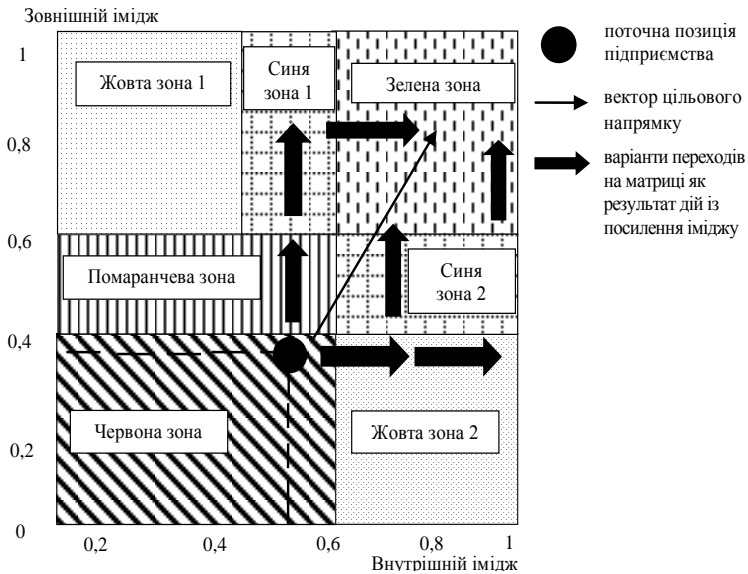 Зовнішній імідж
1
0,8
0,6
0,4
0,2
0
Жовта зона 1
Синя
зона 1
Зелена зона
Помаранчева зона
Синя
зона 2
Червона зона
Жовта зона 2
0,2
0,4
0,6
0,8
1
Внутрішній імідж
поточна позиція
підприємства
вектор цільового
напрямку
варіанти переходів
на матриці як
результат дій із
посилення іміджу